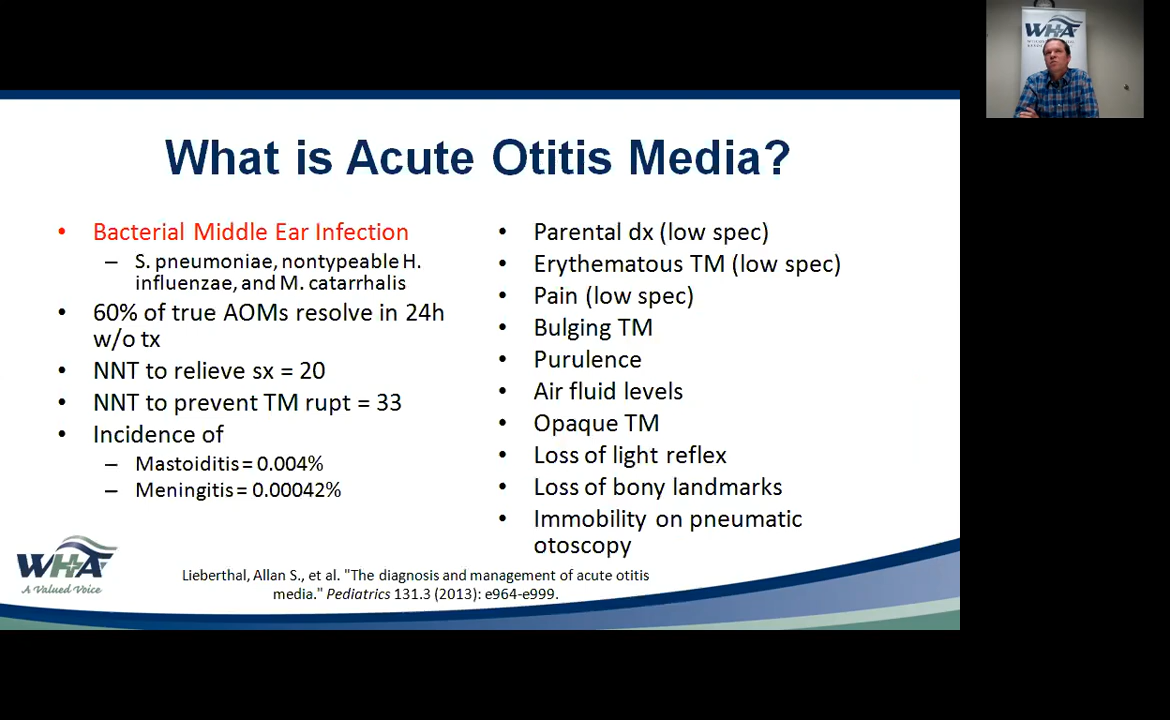 What is Acute Otitis Media?
• Bacterial Middle Ear Infection
– S. pneumoniae, nontypeable H.
influenzae, and M. catarrhalis
• 60% of true AOMs resolve in 24h
w/o tx
• NNT to relieve sx = 20
• NNT to prevent TM rupt = 33
• Incidence of
– Mastoiditis = 0.004%
– Meningitis = 0.00042%
• Parental dx (low spec)
• Erythematous TM (low spec)
• Pain (low spec)
• Bulging TM
• Purulence
• Air fluid levels
• Opaque TM
• Loss of light reflex
• Loss of bony landmarks
• Immobility on pneumatic
otoscopy
WHA
A Valued Voice
Lieberthal, Allan S., et al. "The diagnosis and management of acute otitis
media." Pediatrics 131.3 (2013): e964-e999.
WHA